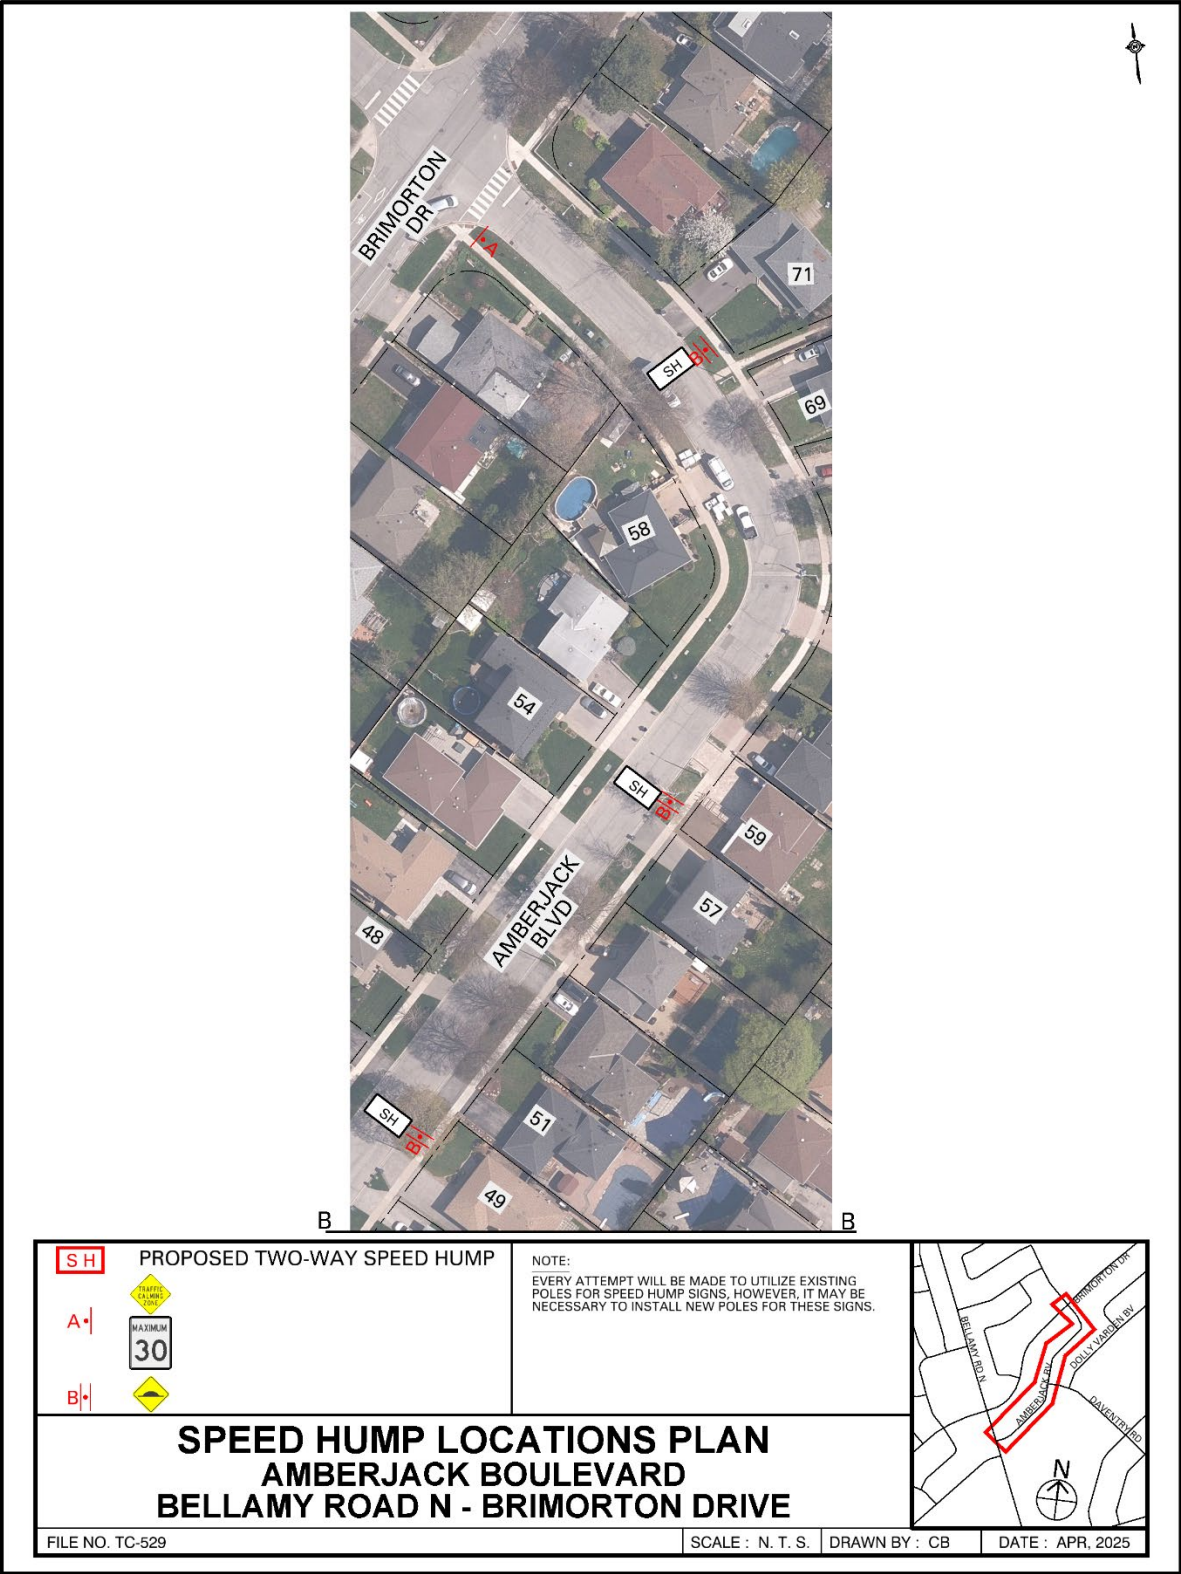 N
BRIMORTON
DR
A
71
B
SH
69
58
54
SH
B
59
AMBERJACK
BLVD
57
48
SH
B
51
49
B
B
SH
PROPOSED TWO-WAY SPEED HUMP
TRAFFIC
CALMING
ZONE
A
MAXIMUM
30
B
NOTE:
EVERY ATTEMPT WILL BE MADE TO UTILIZE EXISTING
POLES FOR SPEED HUMP SIGNS, HOWEVER, IT MAY BE
NECESSARY TO INSTALL NEW POLES FOR THESE SIGNS.
BRIMORTON DR
BELLAMY RD N
DOLLY VARDEN BV
AMBERJACK BV
DAVENTRY RD
N
SPEED HUMP LOCATIONS PLAN
AMBERJACK BOULEVARD
BELLAMY ROAD N - BRIMORTON DRIVE
FILE NO. TC-529
SCALE : N. T. S.
DRAWN BY : CB
DATE : APR, 2025